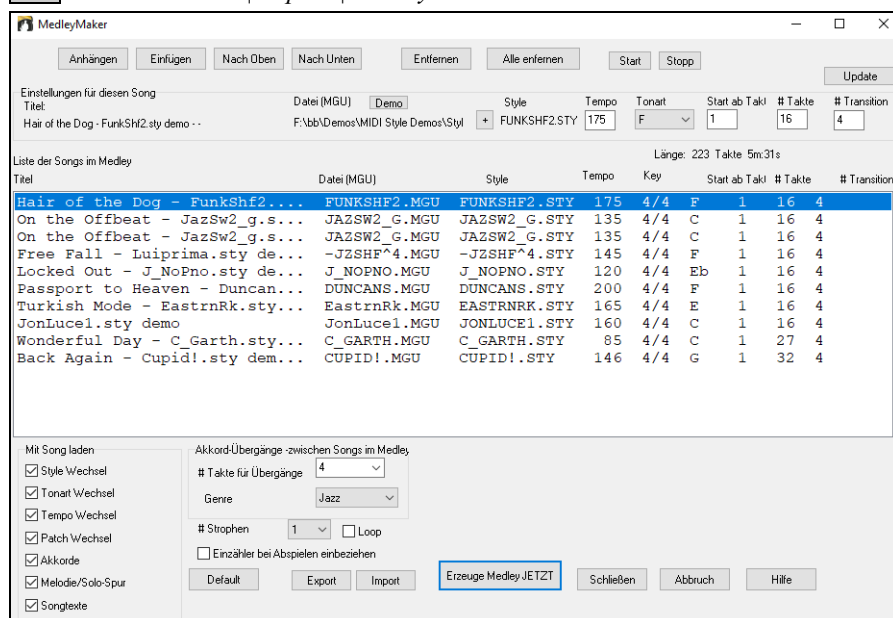 MedleyMaker
Anhängen Einfügen Nach Oben Nach Unten Entfernen Alle enfernen Start Stopp
Update
Einstellungen für diesen Song
Titel: Datei (MGU) Demo Style Tempo Tonart Start ab Takt # Takte # Transition
Hair of the Dog - FunkShf2.sty demo - - F:\bb\Demos\MIDI Style Demos\Styl + FUNKSHF2.STY 175 F 1 16 4
Länge: 223 Takte 5m:31s
Liste der Songs im Medley
Titel Datei (MGU) Style Tempo Key Start ab Takt # Takte # Transition
Hair of the Dog - FunkShf2.... FUNKSHF2.MGU FUNKSHF2.STY 175 4/4 F 1 16 4
On the Offbeat - JazSw2_g.s... JAZSW2_G.MGU JAZSW2_G.STY 135 4/4 C 1 16 4
On the Offbeat - JazSw2_g.s... JAZSW2_G.MGU JAZSW2_G.STY 135 4/4 C 1 16 4
Free Fall - Luiprima.sty de... -JZSHF^4.MGU -JZSHF^4.STY 145 4/4 F 1 16 4
Locked Out - J_NoPno.sty de... J_NOPNO.MGU J_NOPNO.STY 120 4/4 Eb 1 16 4
Passport to Heaven - Duncan... DUNCANS.MGU DUNCANS.STY 200 4/4 F 1 16 4
Turkish Mode - EastrnRk.sty... EastrnRk.MGU EASTRNRK.STY 165 4/4 E 1 16 4
JonLuce1.sty demo JonLuce1.MGU JONLUCE1.STY 160 4/4 C 1 16 4
Wonderful Day - C_Garth.sty... C_GARTH.MGU C_GARTH.STY 85 4/4 C 1 27 4
Back Again - Cupid!.sty dem... CUPID!.MGU CUPID!.STY 146 4/4 G 1 32 4
Mit Song laden
Akkord-Übergänge -zwischen Songs im Medley
Style Wechsel
# Takte für Übergänge 4
Tonart Wechsel
Genre Jazz
Tempo Wechsel
# Strophen 1 Loop
Patch Wechsel
Einzähler bei Abspielen einbeziehen
Akkorde
Melodie/Solo-Spur
Default Export Import Erzeuge Medley JETZT Schließen Abbruch Hilfe
Songtexte